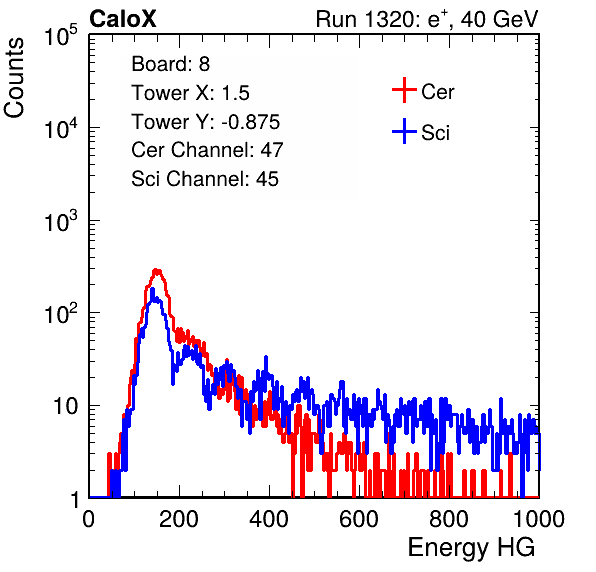 CaloX Run 1320: e⁺, 40 GeV
Board: 8
Tower X: 1.5
Tower Y: -0.875
Cer Channel: 47
Sci Channel: 45
Cer
Sci
Counts
10⁵
10⁴
10³
10²
10
1
0 200 400 600 800 1000
Energy HG